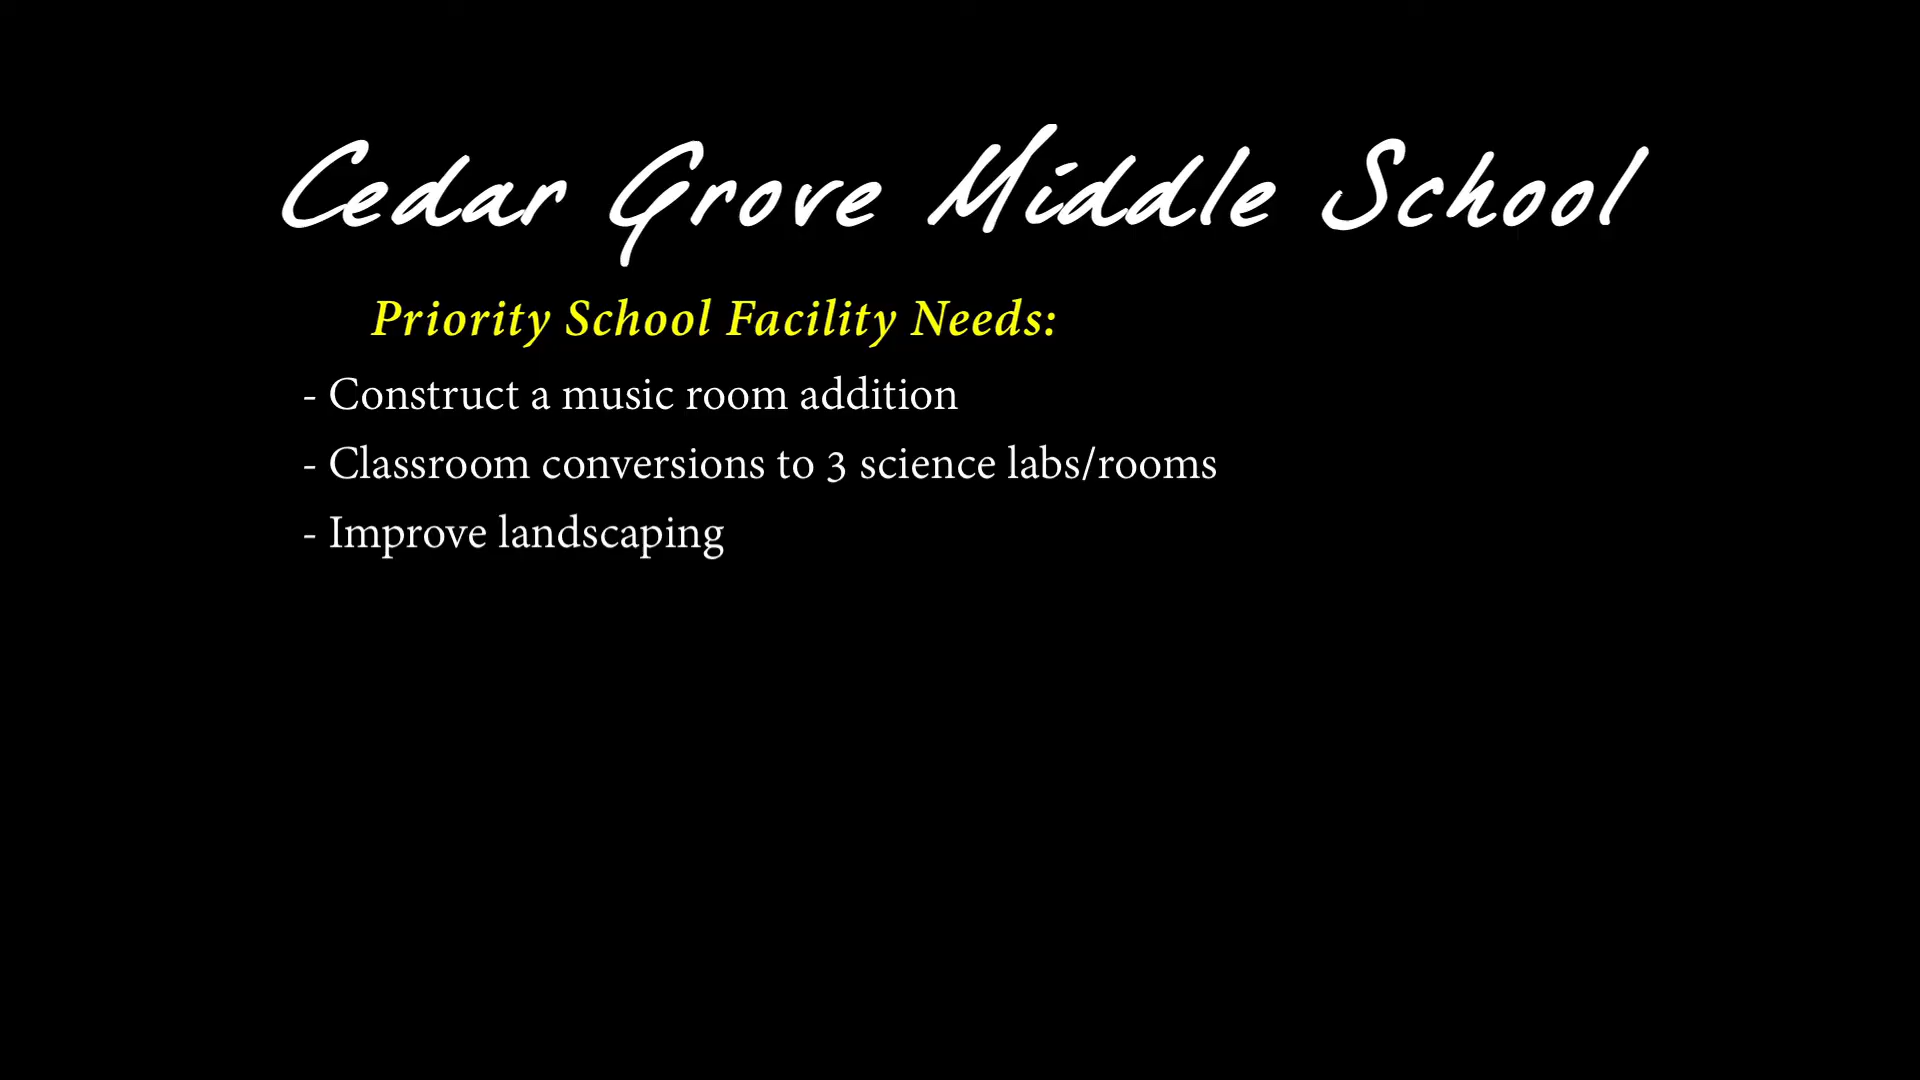 Cedar Grove Middle School
Priority School Facility Needs:
- Construct a music room addition
- Classroom conversions to 3 science labs/rooms
- Improve landscaping